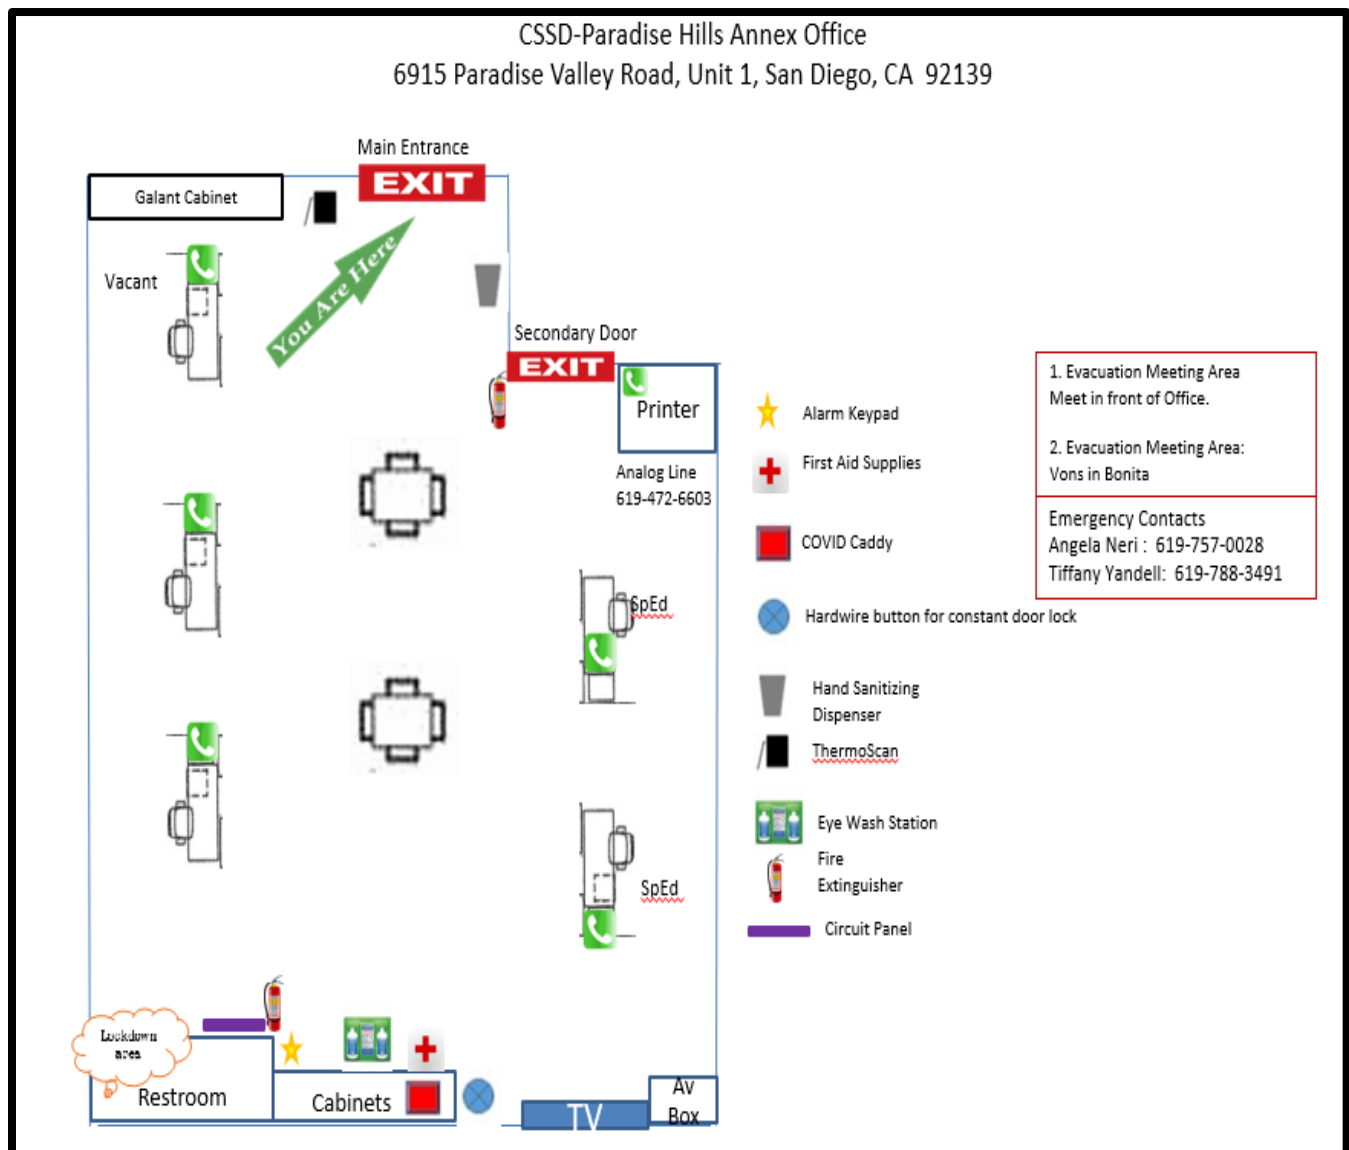 CSSD-Paradise Hills Annex Office
6915 Paradise Valley Road, Unit 1, San Diego, CA 92139
Main Entrance
EXIT
Galant Cabinet
You Are Here
Vacant
Secondary Door
EXIT
Printer
Analog Line
619-472-6603
SpEd
SpEd
Alarm Keypad
First Aid Supplies
COVID Caddy
Hardwire button for constant door lock
Hand Sanitizing
Dispenser
ThermoScan
Eye Wash Station
Fire
Extinguisher
Circuit Panel
1. Evacuation Meeting Area
Meet in front of Office.
2. Evacuation Meeting Area:
Vons in Bonita
Emergency Contacts
Angela Neri : 619-757-0028
Tiffany Yandell: 619-788-3491
Lockdown
area
Restroom
Cabinets
TV
Av
Box